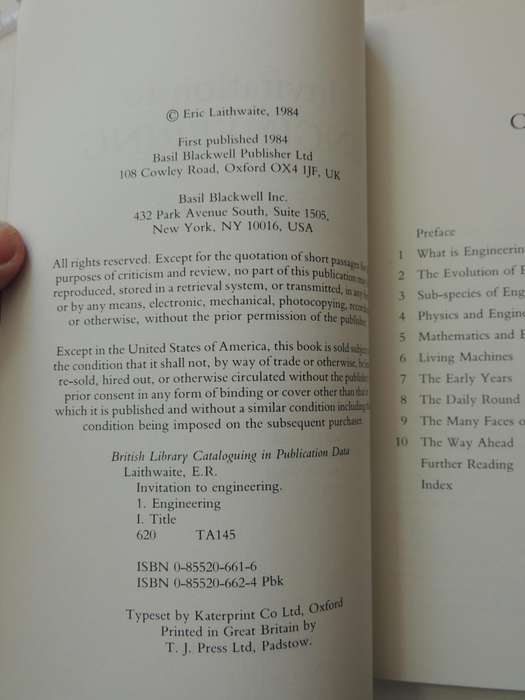 © Eric Laithwaite, 1984
First published 1984
Basil Blackwell Publisher Ltd
108 Cowley Road, Oxford OX4 1JF, UK
Basil Blackwell Inc.
432 Park Avenue South, Suite 1505,
New York, NY 10016, USA
All rights reserved. Except for the quotation of short passages
purposes of criticism and review, no part of this publication
reproduced, stored in a retrieval system, or transmitted, in any
or by any means, electronic, mechanical, photocopying,
or otherwise, without the prior permission of the publisher
Except in the United States of America, this book is sold
the condition that it shall not, by way of trade or otherwise,
re-sold, hired out, or otherwise circulated without the
prior consent in any form of binding or cover other than
which it is published and without a similar condition including
condition being imposed on the subsequent purchaser.
British Library Cataloguing in Publication Data
Laithwaite, E.R.
Invitation to engineering.
1. Engineering
I. Title
620 TA145
ISBN 0-85520-661-6
ISBN 0-85520-662-4 Pbk
Typeset by Katerprint Co Ltd, Oxford
Printed in Great Britain by
T. J. Press Ltd, Padstow.
C
Preface
1 What is Engineerin
2 The Evolution of E
3 Sub-species of Eng
4 Physics and Engine
5 Mathematics and E
6 Living Machines
7 The Early Years
8 The Daily Round
9 The Many Faces o
10 The Way Ahead
Further Reading
Index